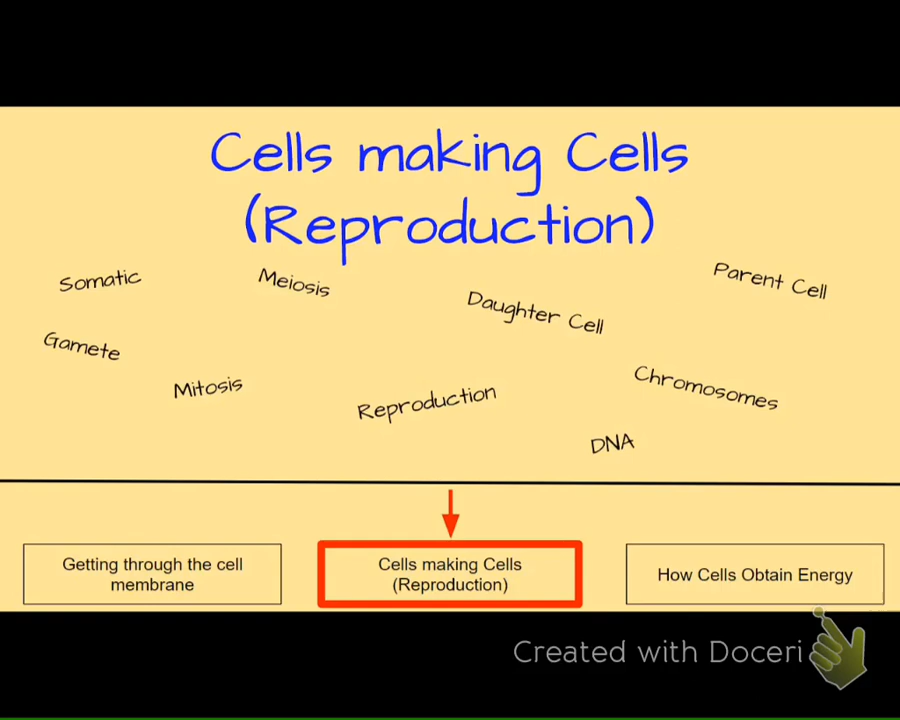 Cells making Cells
(Reproduction)
Somatic
Meiosis
Daughter Cell
Parent Cell
Gamete
Mitosis
Reproduction
Chromosomes
DNA
Getting through the cell
membrane
Cells making Cells
(Reproduction)
How Cells Obtain Energy
Created with Doceri